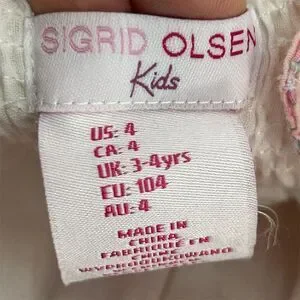 SIGRID OLSEN
Kids
US: 4
CA: 4
UK: 3-4yrs
EU: 104
AU: 4
MADE IN
CHINA
FABRIQUÉ EN
CHINE
WYPRODUKOWANO